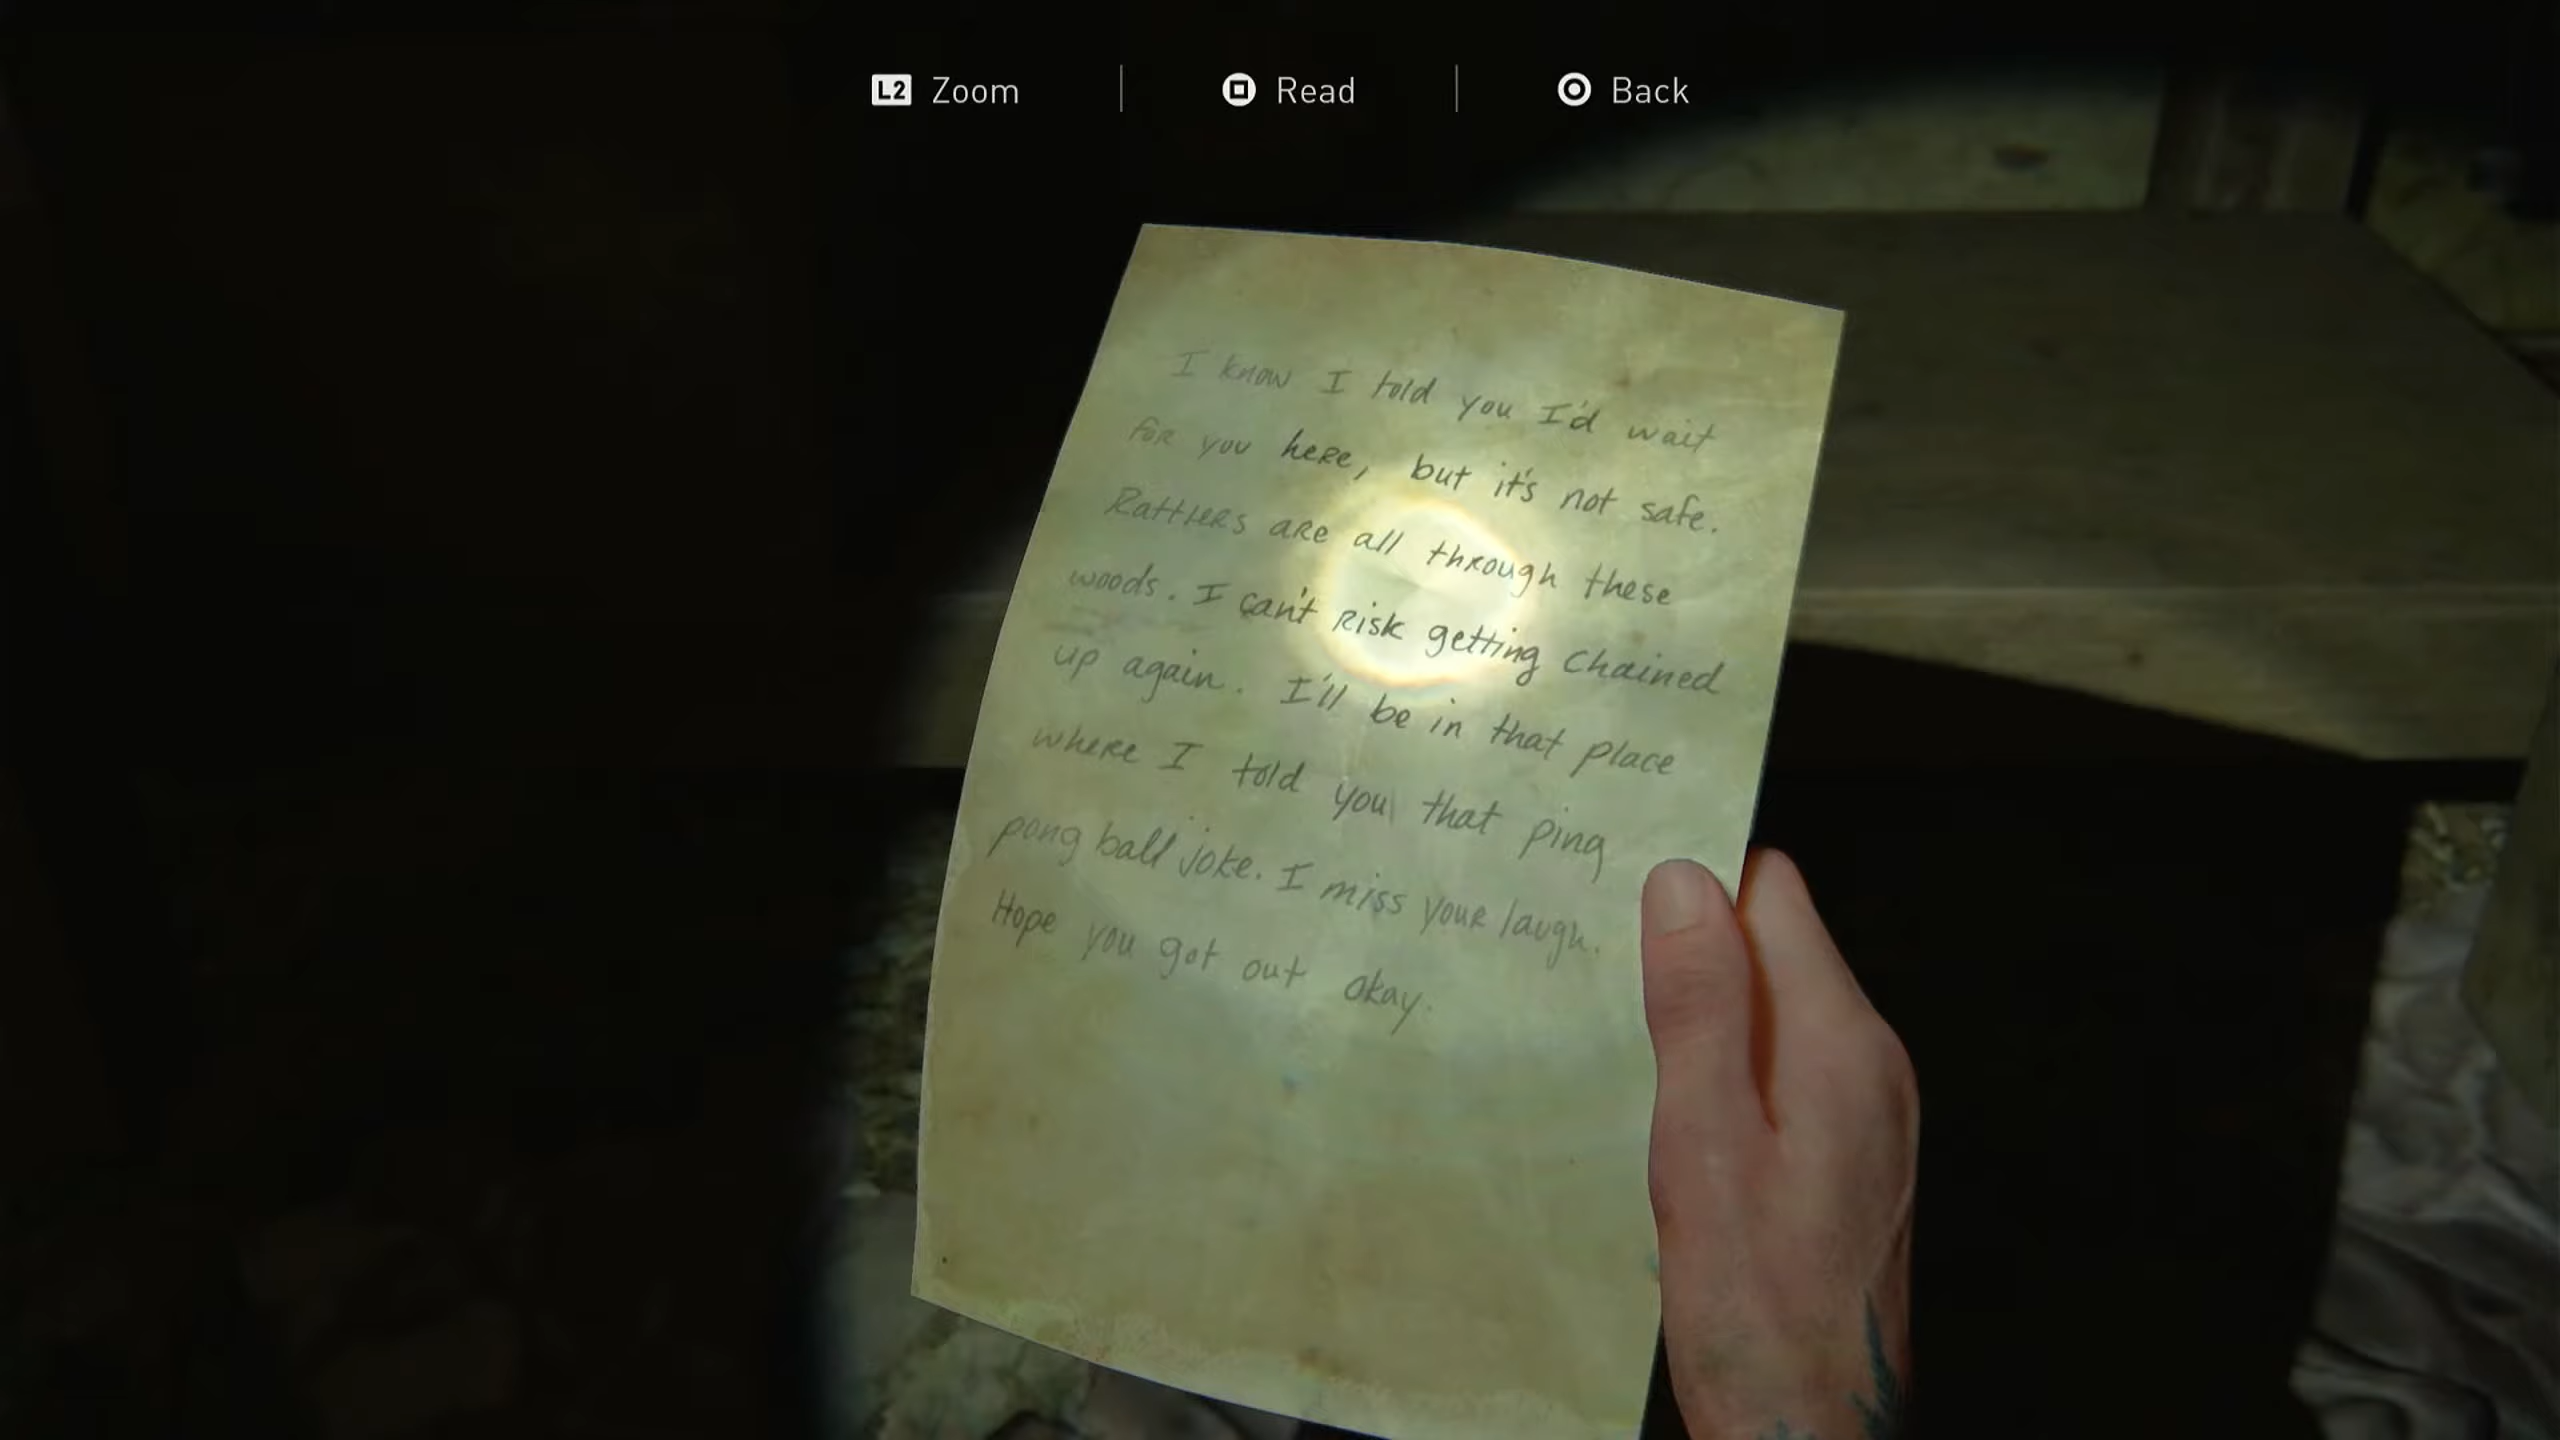 L2 Zoom Read Back
I know I told you I'd wait
for you here, but it's not safe.
Rattlers are all through these
woods. I can't risk getting chained
up again. I'll be in that place
where I told you that ping
pong ball joke. I miss your laugh.
Hope you got out okay.